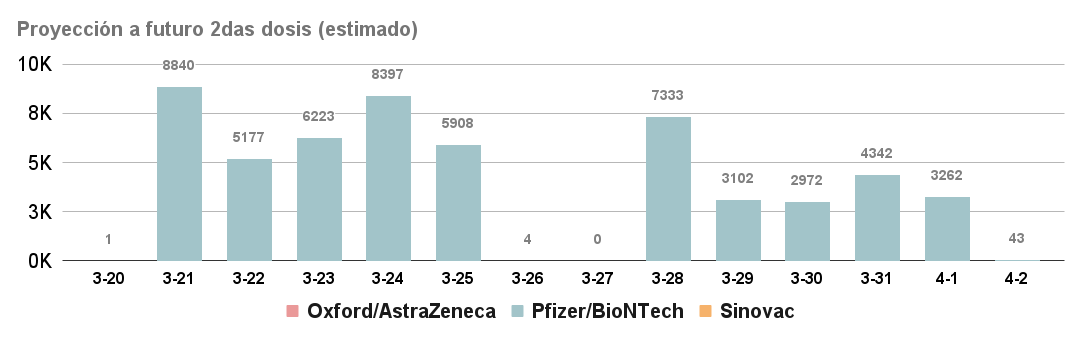 Proyección a futuro 2das dosis (estimado)
10K
8K
5K
3K
0K
8840
5177
6223
8397
5908
7333
3102
2972
4342
3262
1
4
0
43
3-20 3-21 3-22 3-23 3-24 3-25 3-26 3-27 3-28 3-29 3-30 3-31 4-1 4-2
Oxford/AstraZeneca Pfizer/BioNTech Sinovac